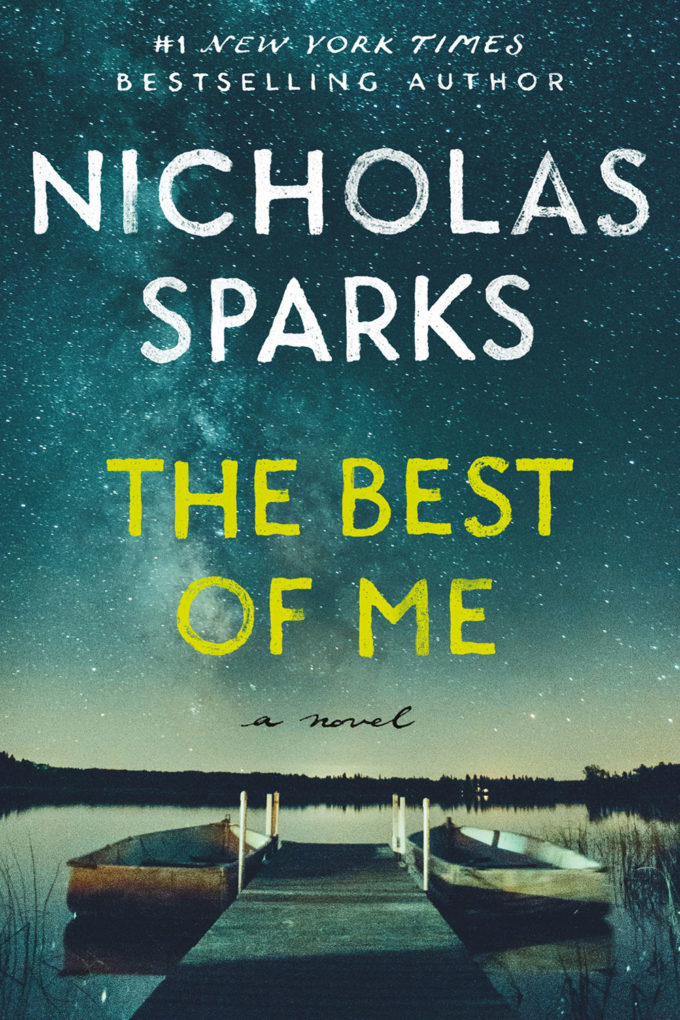 #1 NEW YORK TIMES
BESTSELLING AUTHOR
NICHOLAS
SPARKS
THE BEST
OF ME
a novel